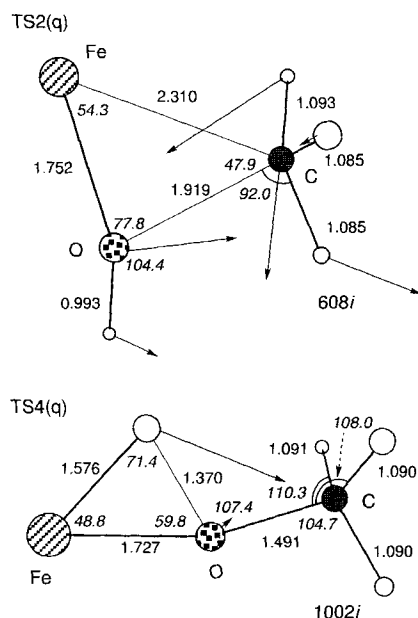 TS2(q)
Fe
54.3
2.310
1.093
1.752
47.9
C
1.085
1.919
92.0
77.8
1.085
O
104.4
0.993
608i
TS4(q)
108.0
1.091
71.4
1.576
1.370
1.090
110.3
C
107.4
48.8
59.8
104.7
1.727
1.491
1.090
Fe
O
1002i